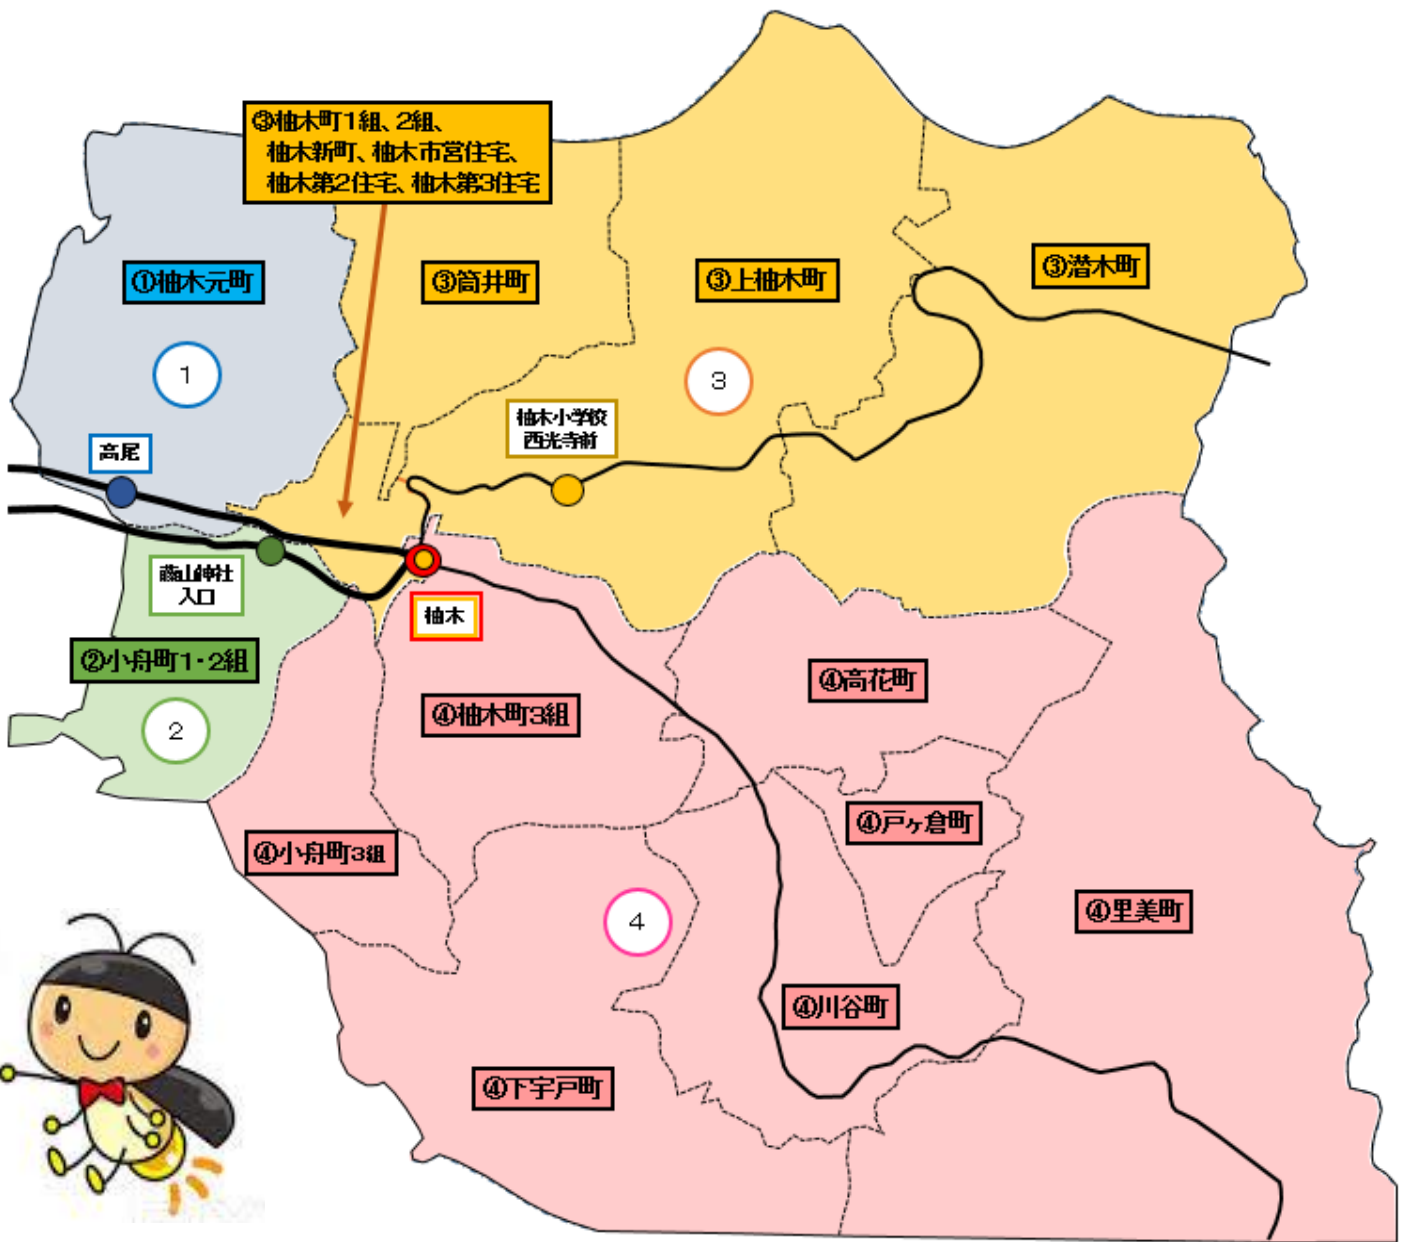 ③柚木町1組、2組、
柚木新町、柚木市営住宅、
柚木第2住宅、柚木第3住宅
①柚木元町
③筒井町
③上柚木町
③潜木町
1
3
高尾
柚木小学校
西光寺前
藤山神社
入口
柚木
②小舟町1・2組
2
④高花町
④柚木町3組
④戸ヶ倉町
④小舟町3組
4
④里美町
④川谷町
④下宇戸町